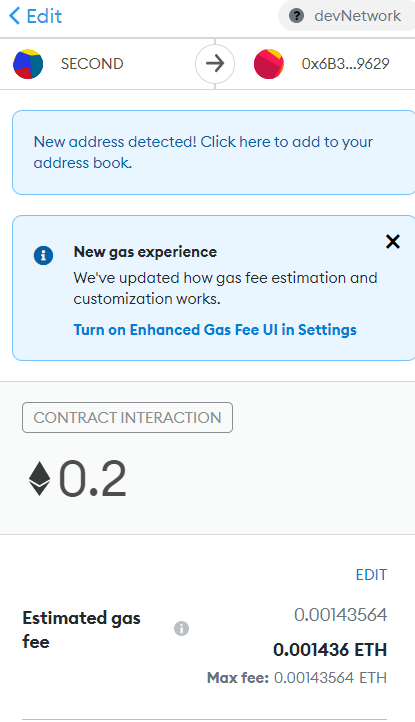 Edit
devNetwork
SECOND
0x6B3...9629
New address detected! Click here to add to your
address book.
New gas experience
We've updated how gas fee estimation and
customization works.
Turn on Enhanced Gas Fee UI in Settings
CONTRACT INTERACTION
0.2
EDIT
Estimated gas
fee
0.00143564
0.001436 ETH
Max fee: 0.00143564 ETH